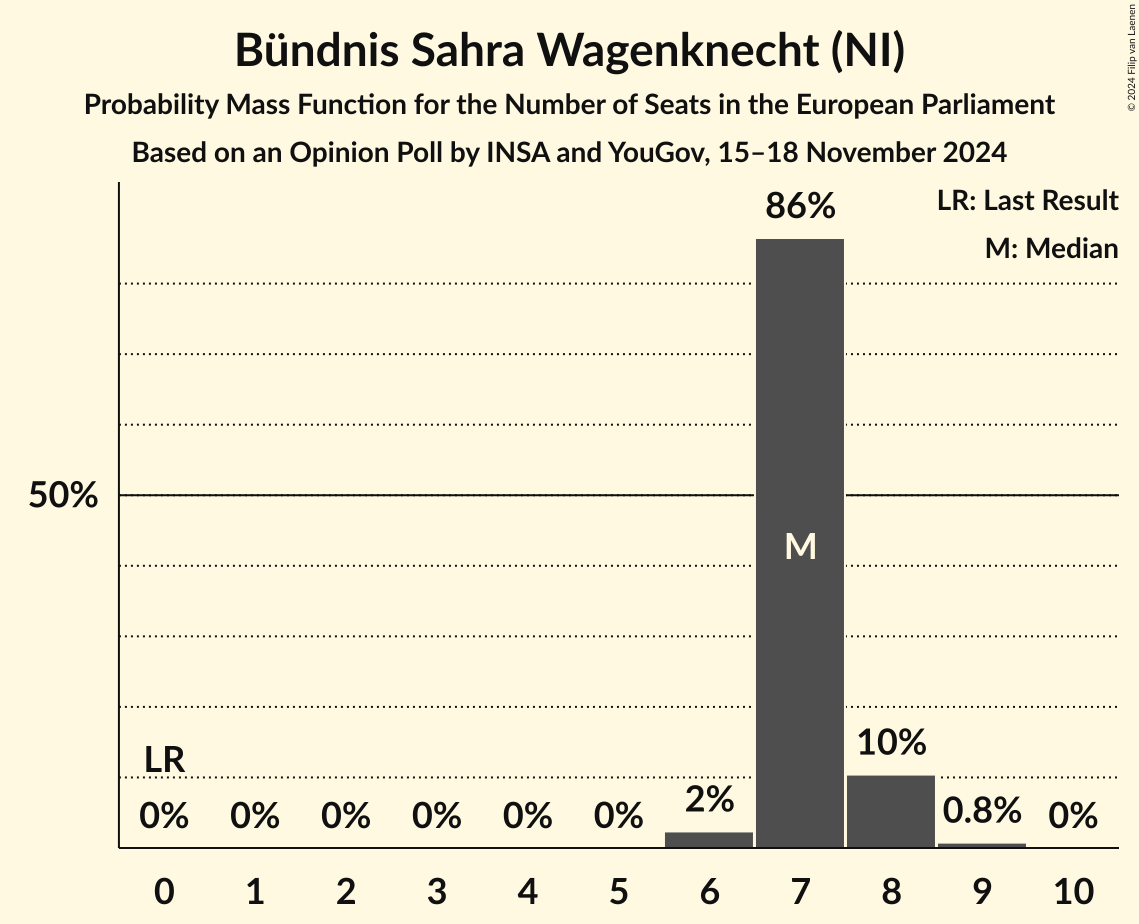 Bündnis Sahra Wagenknecht (NI)
Probability Mass Function for the Number of Seats in the European Parliament
Based on an Opinion Poll by INSA and YouGov, 15–18 November 2024
© 2024 Filip van Laenen
LR: Last Result
M: Median
86%
50%
M
LR
10%
2%
0.8%
0% 0% 0% 0% 0% 0% 0%
0 1 2 3 4 5 6 7 8 9 10